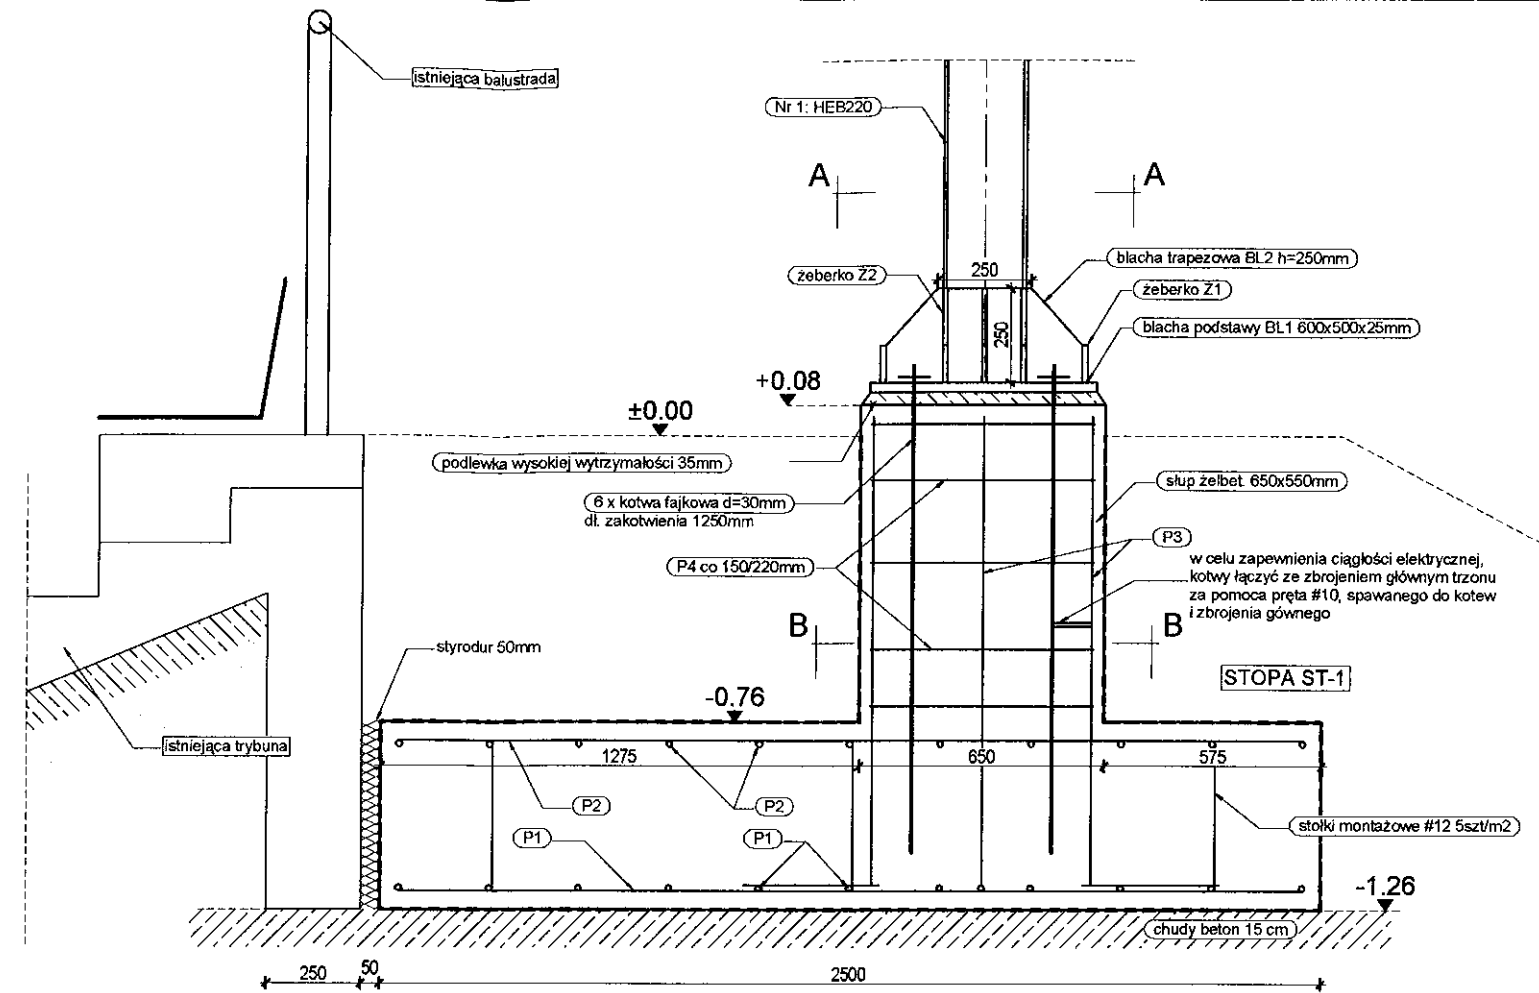 istniejąca balustrada
Nr 1: HEB220
A
A
żeberko Z2
250
blacha trapezowa BL2 h=250mm
żeberko Z1
250
blacha podstawy BL1 600x500x25mm
+0.08
±0.00
podlewka wysokiej wytrzymałości 35mm
6 x kotwa fajkowa d=30mm
dł. zakotwienia 1250mm
słup żelbet. 650x550mm
P3
P4 co 150/220mm
w celu zapewnienia ciągłości elektrycznej,
kotwy łączyć ze zbrojeniem głównym trzonu
za pomoca pręta #10, spawanego do kotew
i zbrojenia gównego
B
B
styrodur 50mm
STOPA ST-1
-0.76
istniejąca trybuna
1275
650
575
P2
P2
P1
P1
stołki montażowe #12 5szt/m2
-1.26
chudy beton 15 cm
250
50
2500